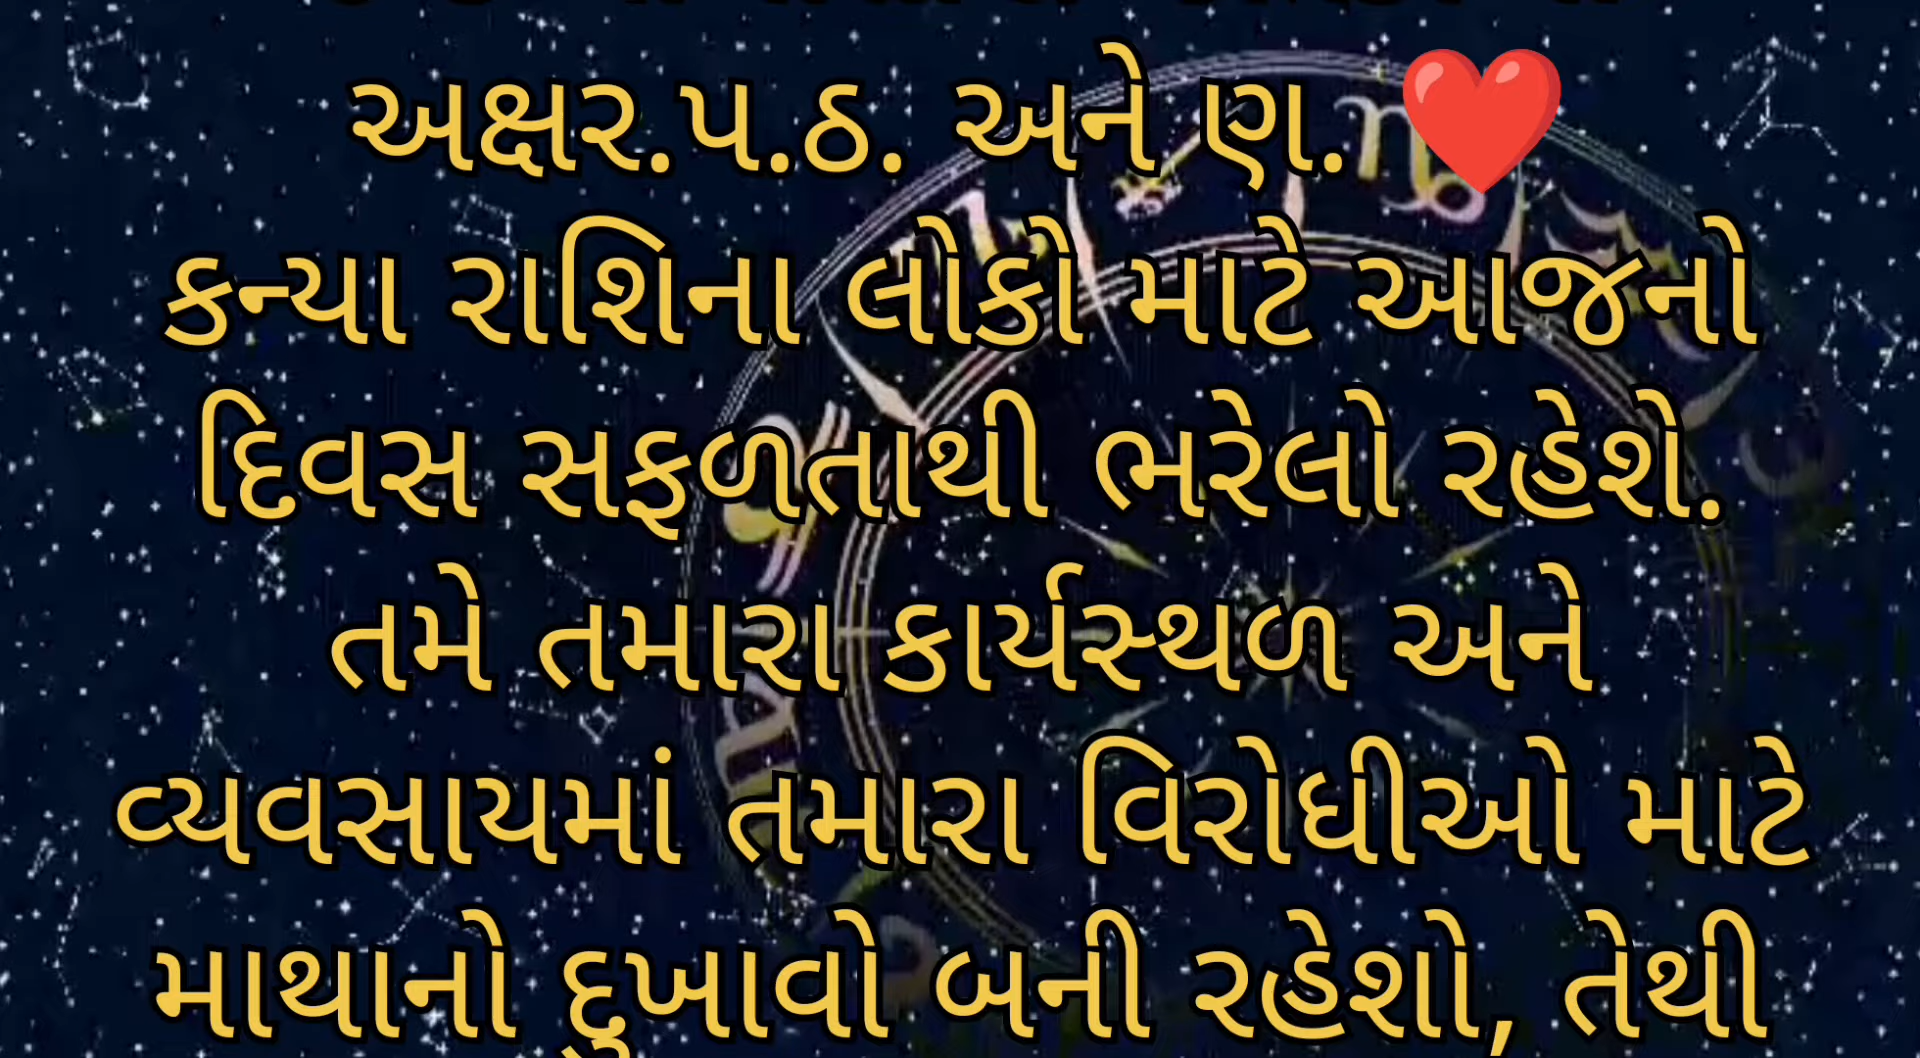 અક્ષર.પ.ઠ. અને ણ.❤️
કન્યા રાશિના લોકો માટે આજનો
દિવસ સફળતાથી ભરેલો રહેશે.
તમે તમારા કાર્યસ્થળ અને
વ્યવસાયમાં તમારા વિરોધીઓ માટે
માથાનો દુખાવો બની રહેશો, તેથી